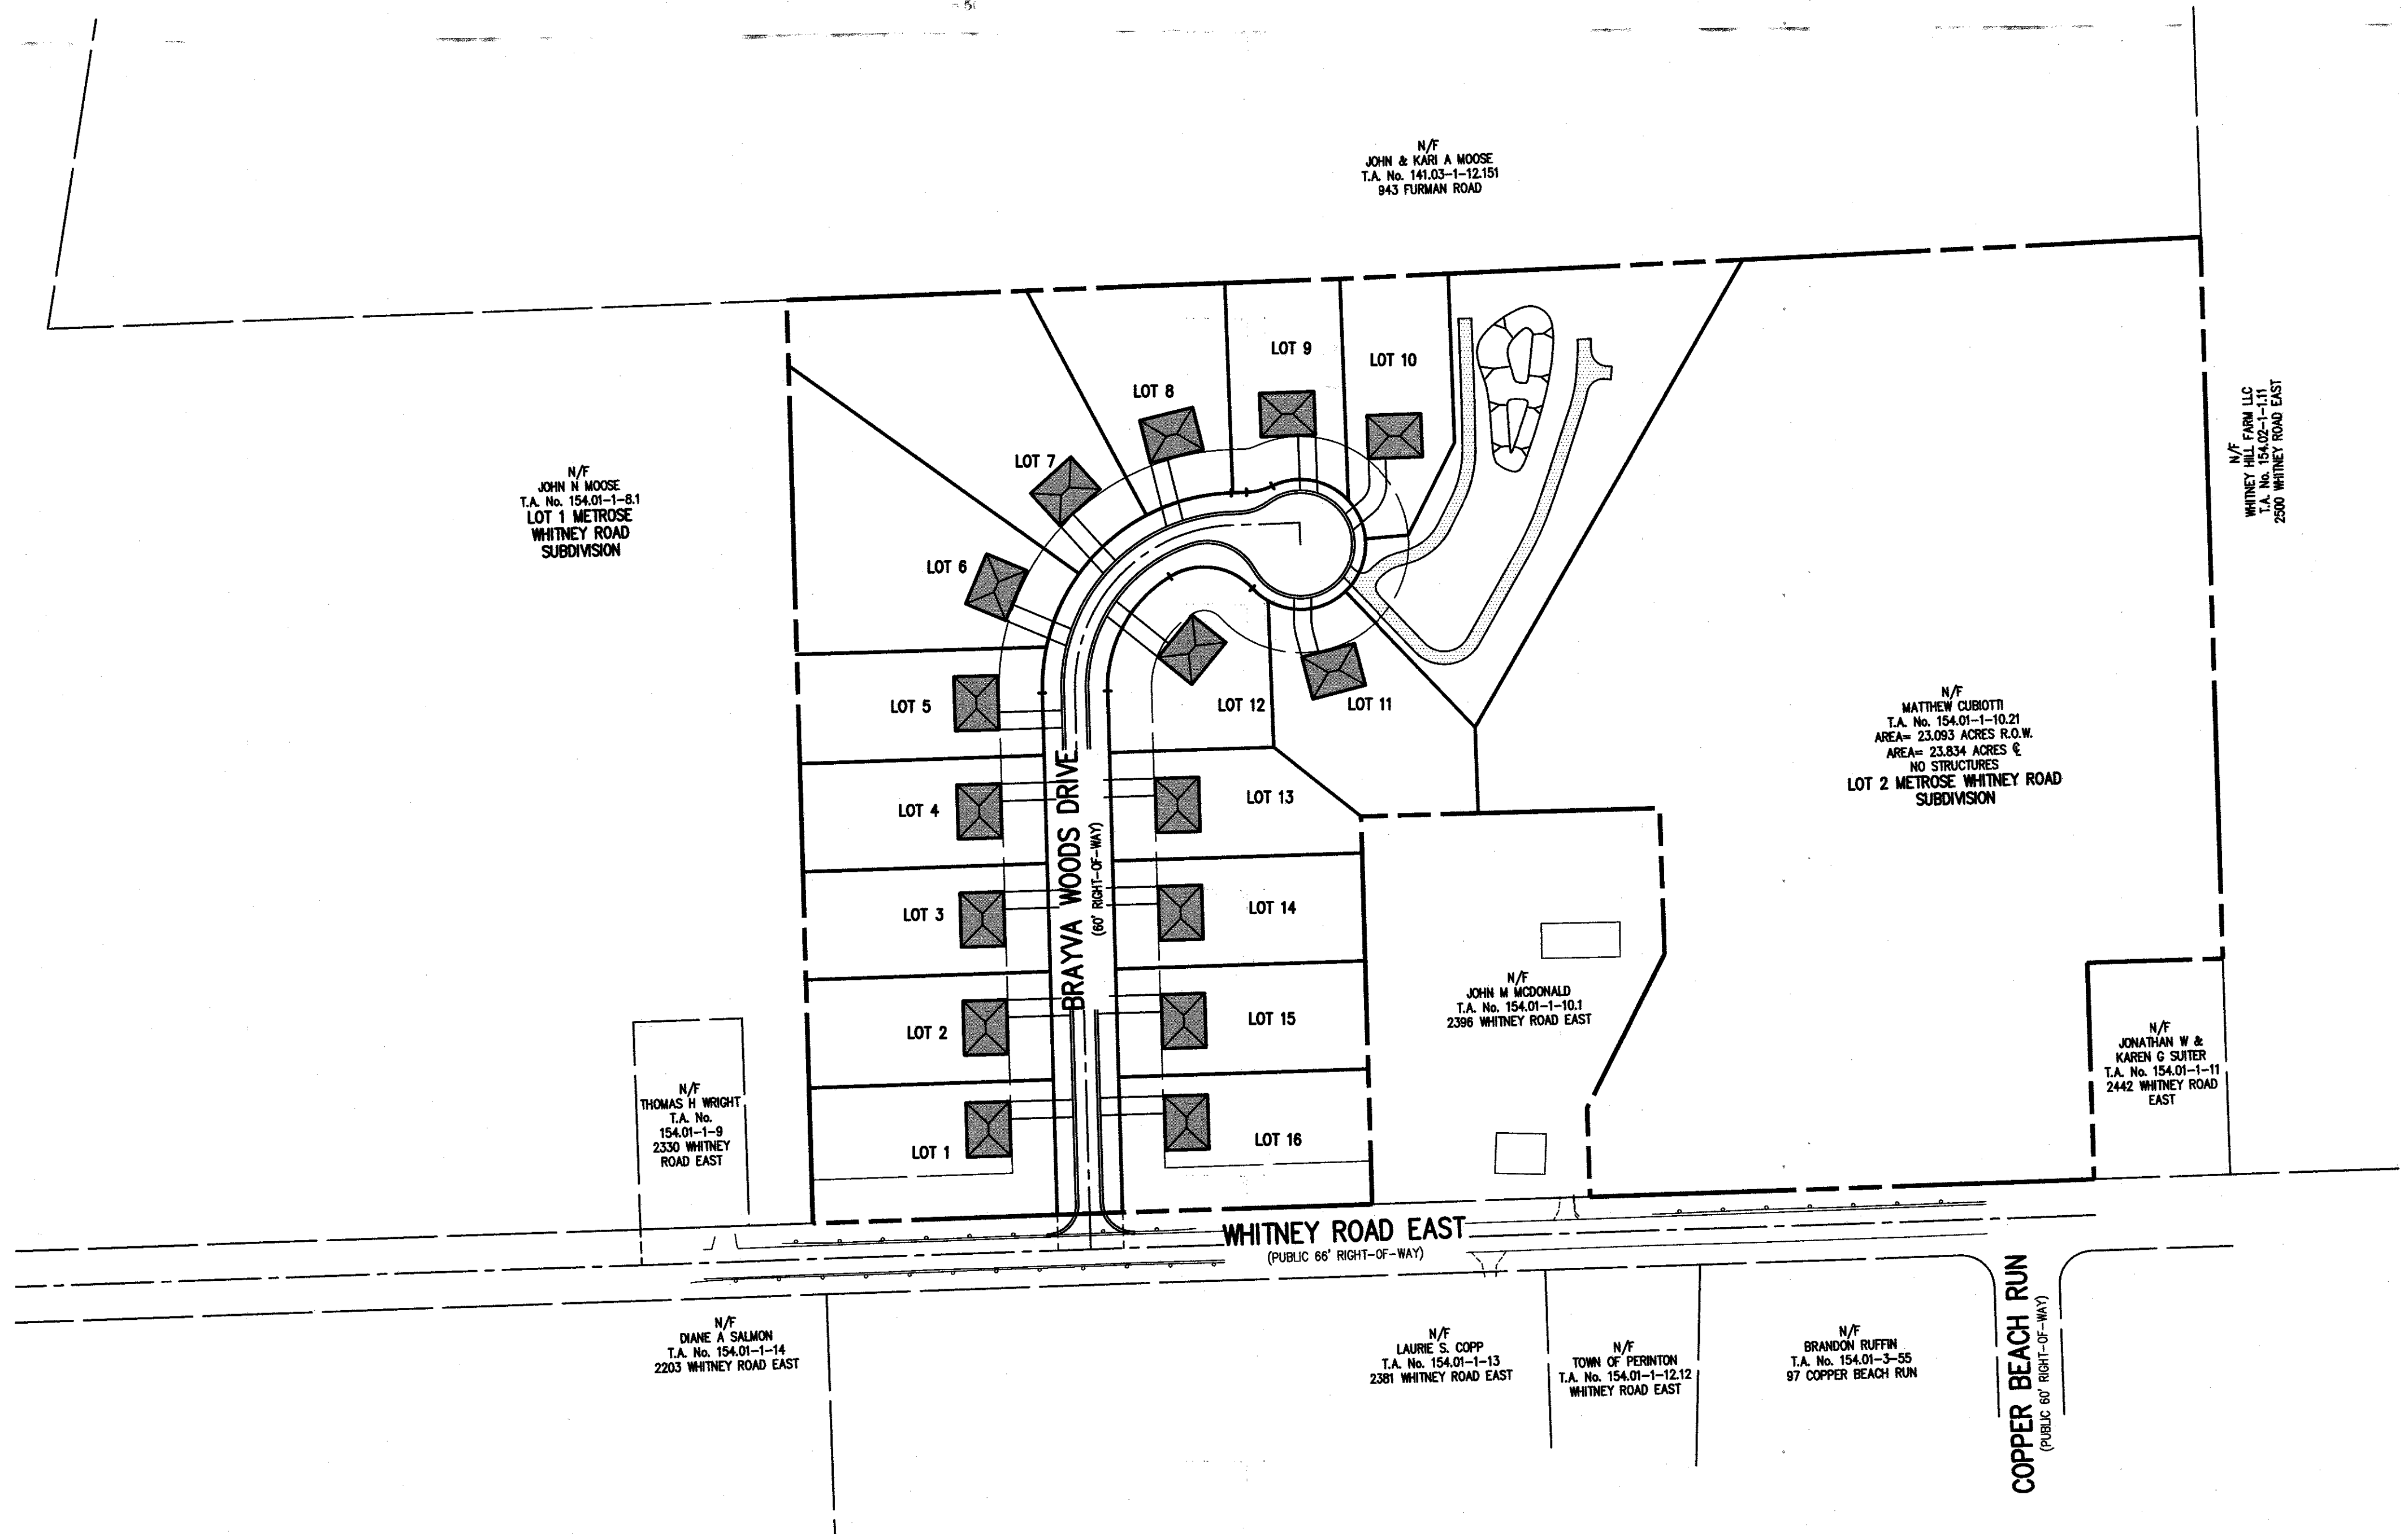 N/F
JOHN & KARI A MOOSE
T.A. No. 141.03-1-12.151
943 FURMAN ROAD
LOT 9
LOT 10
LOT 8
LOT 7
LOT 6
N/F
JOHN N MOOSE
T.A. No. 154.01-1-8.1
LOT 1 METROSE
WHITNEY ROAD
SUBDIVISION
N/F
WHITNEY HILL FARM LLC
T.A. No. 154.02-1-1.11
2500 WHITNEY ROAD EAST
LOT 5
LOT 12
LOT 11
N/F
MATTHEW CUBIOTTI
T.A. No. 154.01-1-10.21
AREA= 23.093 ACRES R.O.W.
AREA= 23.834 ACRES ℄
NO STRUCTURES
LOT 2 METROSE WHITNEY ROAD
SUBDIVISION
LOT 4
LOT 13
BRAYVA WOODS DRIVE
(60' RIGHT-OF-WAY)
LOT 3
LOT 14
LOT 2
LOT 15
N/F
JOHN M MCDONALD
T.A. No. 154.01-1-10.1
2396 WHITNEY ROAD EAST
N/F
JONATHAN W &
KAREN G SUITER
T.A. No. 154.01-1-11
2442 WHITNEY ROAD
EAST
N/F
THOMAS H WRIGHT
T.A. No.
154.01-1-9
2330 WHITNEY
ROAD EAST
LOT 1
LOT 16
WHITNEY ROAD EAST
(PUBLIC 66' RIGHT-OF-WAY)
N/F
DIANE A SALMON
T.A. No. 154.01-1-14
2203 WHITNEY ROAD EAST
N/F
LAURIE S. COPP
T.A. No. 154.01-1-13
2381 WHITNEY ROAD EAST
N/F
TOWN OF PERINTON
T.A. No. 154.01-1-12.12
WHITNEY ROAD EAST
N/F
BRANDON RUFFIN
T.A. No. 154.01-3-55
97 COPPER BEACH RUN
COPPER BEACH RUN
(PUBLIC 60' RIGHT-OF-WAY)